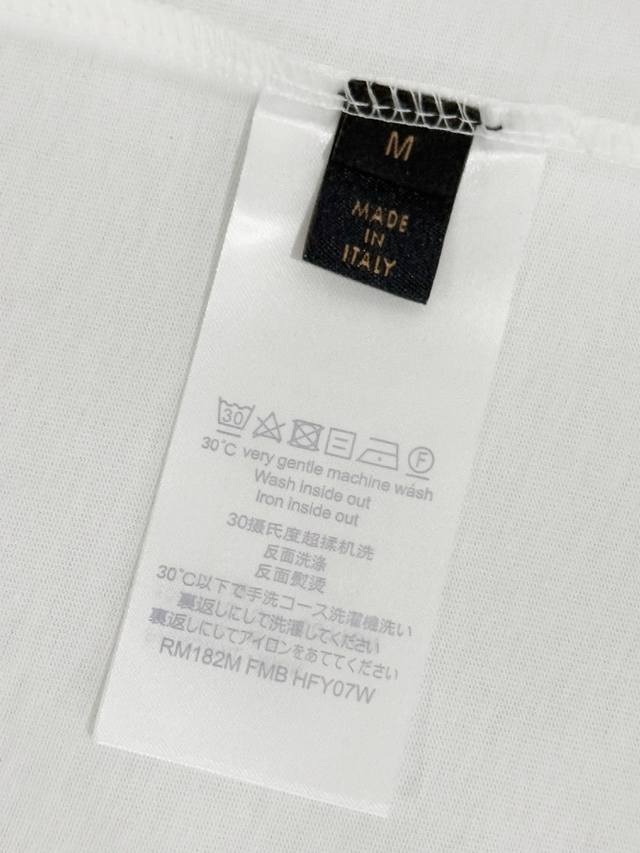 M
MADE
IN
ITALY
30
F
30°C very gentle machine wash
Wash inside out
Iron inside out
30摄氏度超揉机洗
反面洗涤
反面熨烫
30℃以下で手洗コース洗濯機洗い
裏返しにして洗濯してください
裏返しにしてアイロンをあててください
RM182M FMB HFY07W